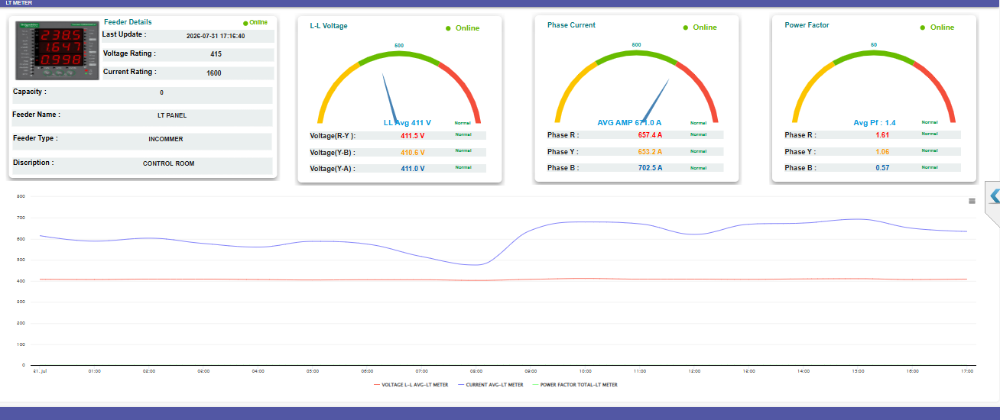 LT METER
Feeder Details
Online
Last Update : 2026-07-31 17:16:40
Voltage Rating : 415
Current Rating : 1600
Capacity : 0
Feeder Name : LT PANEL
Feeder Type : INCOMMER
Discription : CONTROL ROOM
238.5
1.647
0.998
L-L Voltage
Online
600
LL Avg 411 V
Normal
Voltage(R-Y ): 411.5 V Normal
Voltage(Y-B) : 410.6 V Normal
Voltage(Y-A) : 411.0 V Normal
Phase Current
Online
600
AVG AMP 671.0 A
Normal
Phase R : 657.4 A Normal
Phase Y : 653.2 A Normal
Phase B : 702.5 A Normal
Power Factor
Online
50
Avg Pf : 1.4
Normal
Phase R : 1.61 Normal
Phase Y : 1.06 Normal
Phase B : 0.57 Normal
800
700
600
500
400
300
200
100
0
31. Jul 01:00 02:00 03:00 04:00 05:00 06:00 07:00 08:00 09:00 10:00 11:00 12:00 13:00 14:00 15:00 16:00 17:00
VOLTAGE L-L AVG-LT METER CURRENT AVG-LT METER POWER FACTOR TOTAL-LT METER